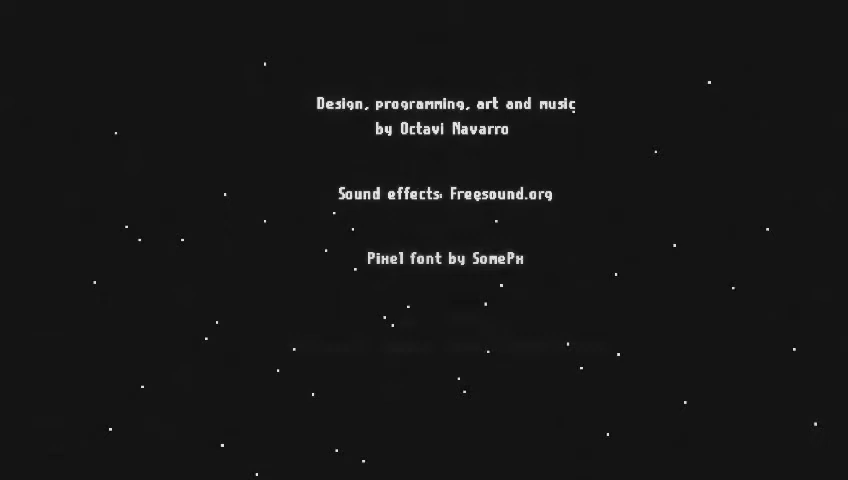 Design, programming, art and music
by Octavi Navarro
Sound effects: Freesound.org
Pixel font by SomePx